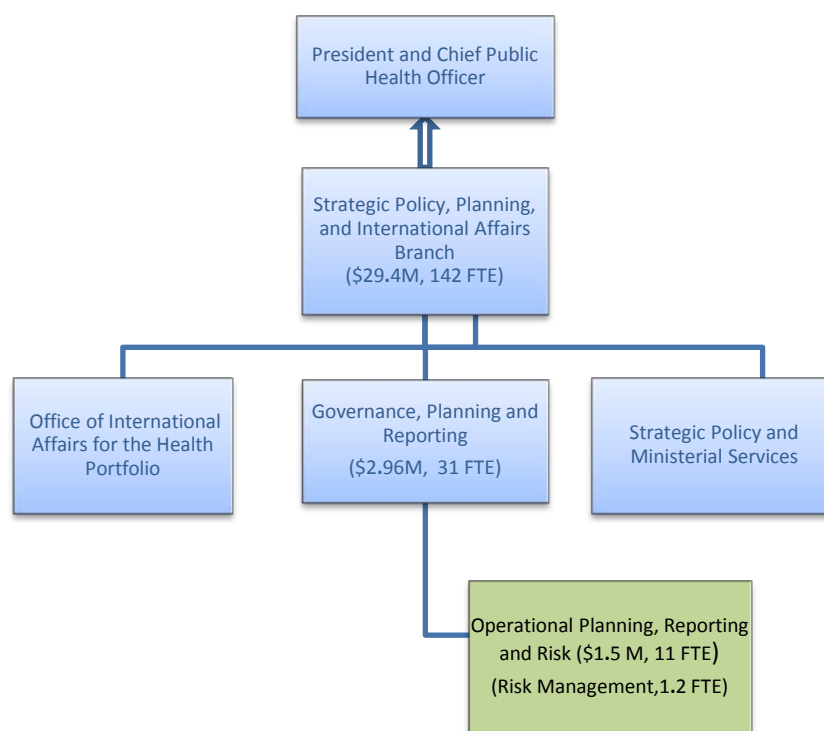 President and Chief Public
Health Officer
Strategic Policy, Planning,
and International Affairs
Branch
($29.4M, 142 FTE)
Office of International
Affairs for the Health
Portfolio
Governance, Planning and
Reporting
($2.96M, 31 FTE)
Strategic Policy and
Ministerial Services
Operational Planning, Reporting
and Risk ($1.5 M, 11 FTE)
(Risk Management,1.2 FTE)